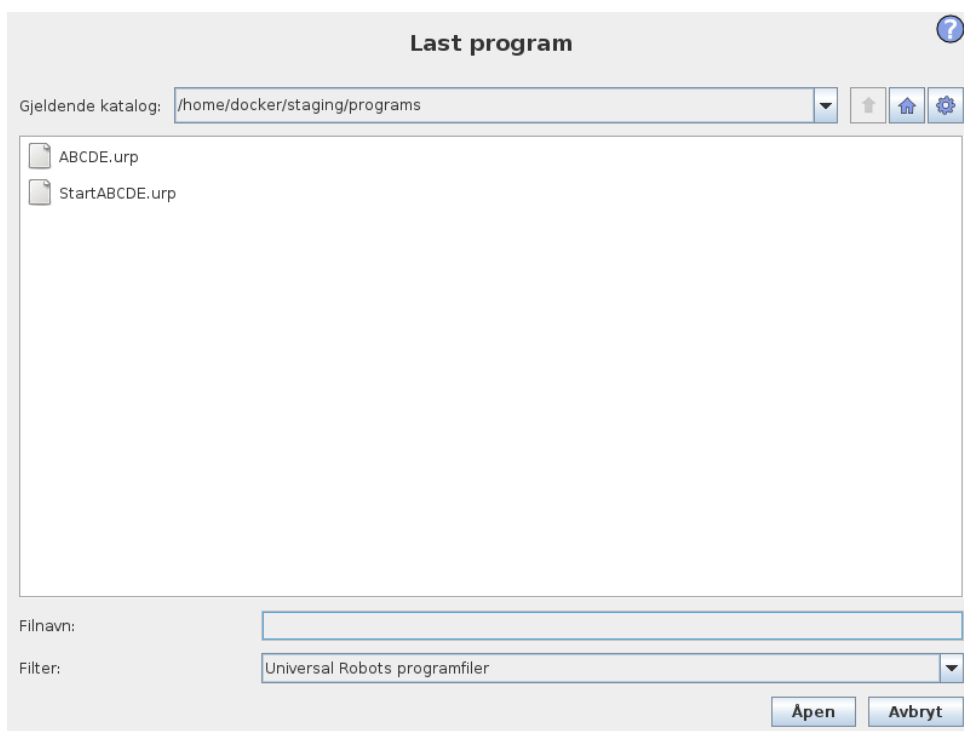 Last program
?
Gjeldende katalog: /home/docker/staging/programs
ABCDE.urp
StartABCDE.urp
Filnavn:
Filter: Universal Robots programfiler
Åpen Avbryt